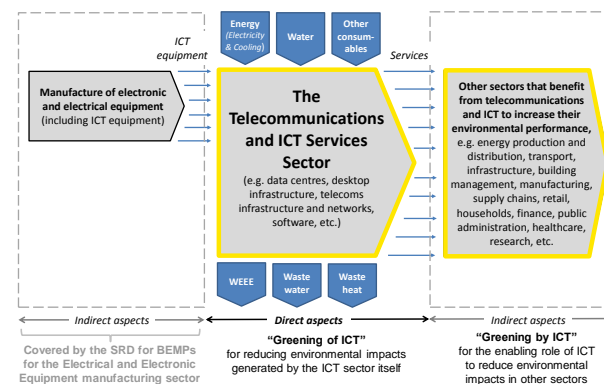 ICT
equipment
Energy
(Electricity
& Cooling)
Water
Other
consum-
ables
Services
Manufacture of electronic
and electrical equipment
(including ICT equipment)
The
Telecommunications
and ICT Services
Sector
(e.g. data centres, desktop
infrastructure, telecoms
infrastructure and networks,
software, etc.)
Other sectors that benefit
from telecommunications
and ICT to increase their
environmental performance,
e.g. energy production and
distribution, transport,
infrastructure, building
management, manufacturing,
supply chains, retail,
households, finance, public
administration, healthcare,
research, etc.
WEEE
Waste
water
Waste
heat
Indirect aspects
Direct aspects
Indirect aspects
Covered by the SRD for BEMPs
for the Electrical and Electronic
Equipment manufacturing sector
“Greening of ICT”
for reducing environmental impacts
generated by the ICT sector itself
“Greening by ICT”
for the enabling role of ICT
to reduce environmental
impacts in other sectors